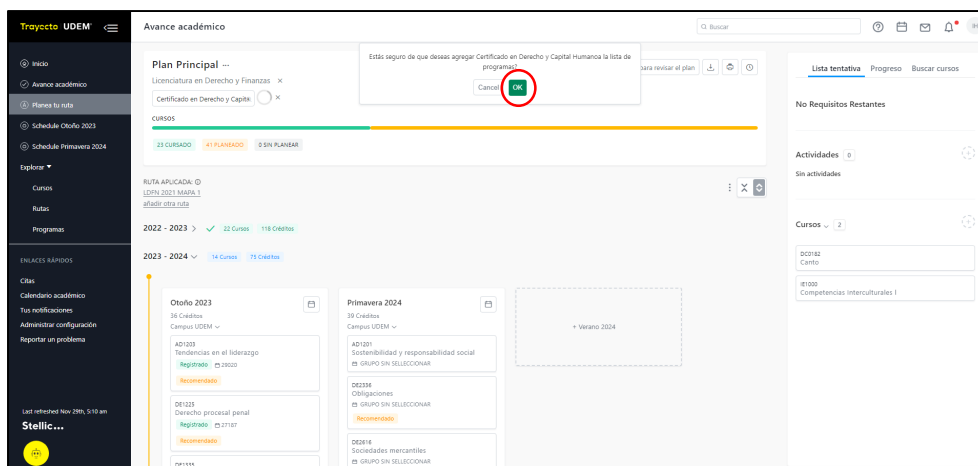 Trayecto UDEM
Inicio
Avance académico
Planea tu ruta
Schedule Otoño 2023
Schedule Primavera 2024
Explorar
Cursos
Rutas
Programas
ENLACES RÁPIDOS
Citas
Calendario académico
Tus notificaciones
Administrar configuración
Reportar un problema
Last refreshed Nov 29th, 5:10 am
Stellic...
Avance académico
Buscar
Estás seguro de que deseas agregar Certificado en Derecho y Capital Humanoa la lista de
programas?
Cancel OK
Plan Principal
para revisar el plan
Licenciatura en Derecho y Finanzas ×
Certificado en Derecho y Capita ×
CURSOS
23 CURSADO 41 PLANEADO 0 SIN PLANEAR
RUTA APLICADA:
LDFN 2021 MAPA 1
añadir otra ruta
2022 - 2023 22 Cursos 118 Créditos
2023 - 2024 14 Cursos 75 Créditos
Otoño 2023
36 Créditos
Campus UDEM
AD1203
Tendencias en el liderazgo
Registrado 28020
Recomendado
DE1225
Derecho procesal penal
Registrado 27187
Recomendado
DE1335
Primavera 2024
39 Créditos
Campus UDEM
AD1201
Sostenibilidad y responsabilidad social
GRUPO SIN SELLECCIONAR
DE2336
Obligaciones
GRUPO SIN SELLECCIONAR
Recomendado
DE2616
Sociedades mercantiles
GRUPO SIN SELLECCIONAR
+ Verano 2024
Lista tentativa Progreso Buscar cursos
No Requisitos Restantes
Actividades 0
Sin actividades
Cursos 2
DC0182
Canto
IE1000
Competencias Interculturales I